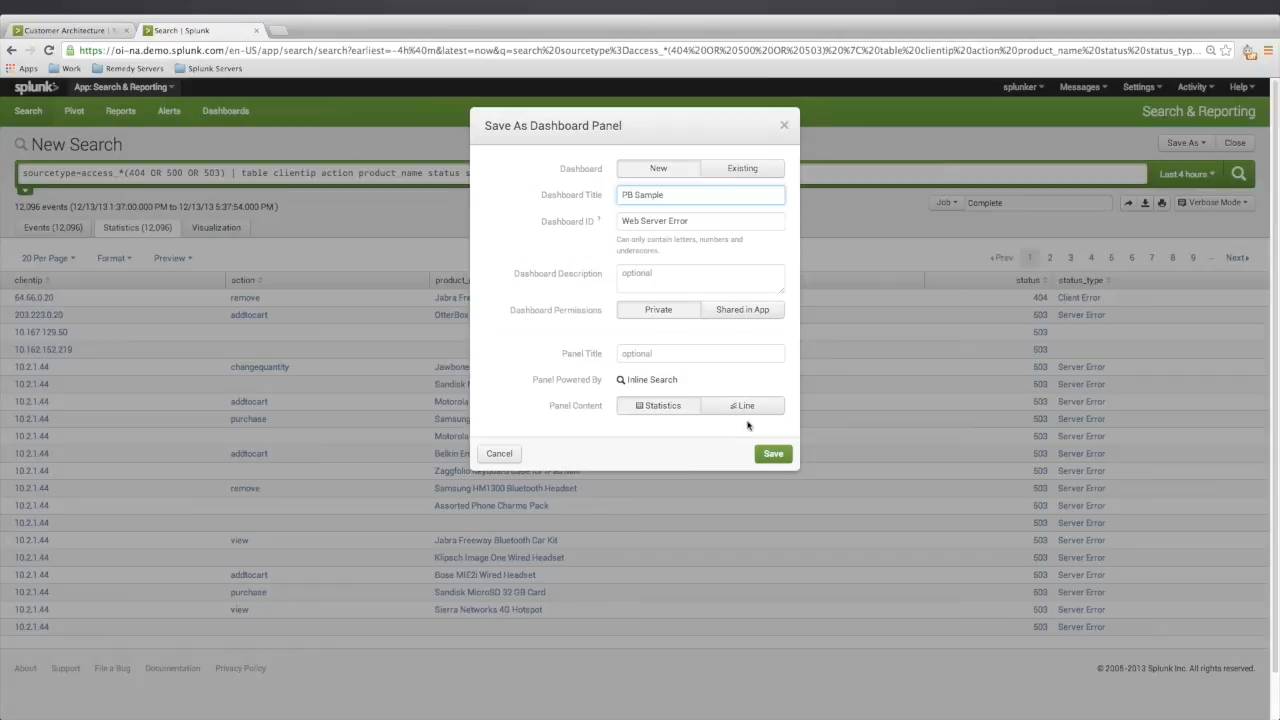 Customer Architecture | S
Search | Splunk
https://oi-na.demo.splunk.com/en-US/app/search/search?earliest=-4h%40m&latest=now&q=search%20sourcetype%3Daccess_*(404%20OR%20500%20OR%20503)%20%7C%20table%20clientip%20action%20product_name%20status%20status_typ...
Apps Work Remedy Servers Splunk Servers
splunk> App: Search & Reporting splunker Messages Settings Activity Help
Search Pivot Reports Alerts Dashboards Search & Reporting
New Search Save As Close
sourcetype=access_*(404 OR 500 OR 503) | table clientip action product_name status s Last 4 hours
12,096 events (12/13/13 1:37:00.000 PM to 12/13/13 5:37:54.000 PM ) Job Complete Verbose Mode
Events (12,096) Statistics (12,096) Visualization
20 Per Page Format Preview Prev 1 2 3 4 5 6 7 8 9 ... Next
clientip action product_ status status_type
64.66.0.20 remove Jabra Fre 404 Client Error
203.223.0.20 addtocart OtterBox 503 Server Error
10.167.129.50 503 503
10.162.152.219 503 503
10.2.1.44 changequantity Jawbone 503 Server Error
10.2.1.44 Sandisk 503 Server Error
10.2.1.44 addtocart Motorola 503 Server Error
10.2.1.44 purchase Samsung 503 Server Error
10.2.1.44 Motorola 503 Server Error
10.2.1.44 addtocart Belkin En 503 Server Error
10.2.1.44 Zaggfolio Keyboard Case for iPad Mini 503 Server Error
10.2.1.44 remove Samsung HM1300 Bluetooth Headset 503 Server Error
10.2.1.44 Assorted Phone Charms Pack 503 Server Error
10.2.1.44 503 Server Error
10.2.1.44 view Jabra Freeway Bluetooth Car Kit 503 Server Error
10.2.1.44 Klipsch Image One Wired Headset 503 Server Error
10.2.1.44 addtocart Bose MIE2i Wired Headset 503 Server Error
10.2.1.44 purchase Sandisk MicroSD 32 GB Card 503 Server Error
10.2.1.44 view Sierra Networks 4G Hotspot 503 Server Error
10.2.1.44 503 Server Error
Save As Dashboard Panel
Dashboard New Existing
Dashboard Title PB Sample
Dashboard ID ? Web Server Error
Can only contain letters, numbers and
underscores.
Dashboard Description optional
Dashboard Permissions Private Shared in App
Panel Title optional
Panel Powered By Inline Search
Panel Content Statistics Line
Cancel Save
About Support File a Bug Documentation Privacy Policy © 2005-2013 Splunk Inc. All rights reserved.